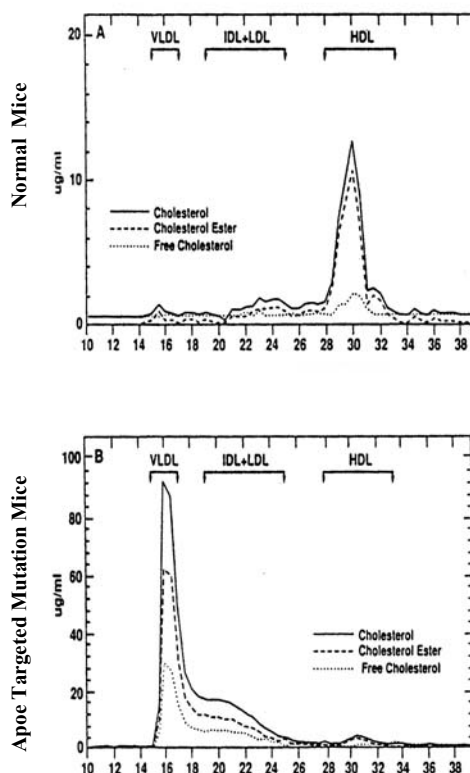 Normal Mice
A
VLDL IDL+LDL HDL
20
10
0
ug/ml
Cholesterol
Cholesterol Ester
Free Cholesterol
10 12 14 16 18 20 22 24 26 28 30 32 34 36 38
Apoe Targeted Mutation Mice
B
VLDL IDL+LDL HDL
100
80
60
40
20
0
ug/ml
Cholesterol
Cholesterol Ester
Free Cholesterol
10 12 14 16 18 20 22 24 26 28 30 32 34 36 38